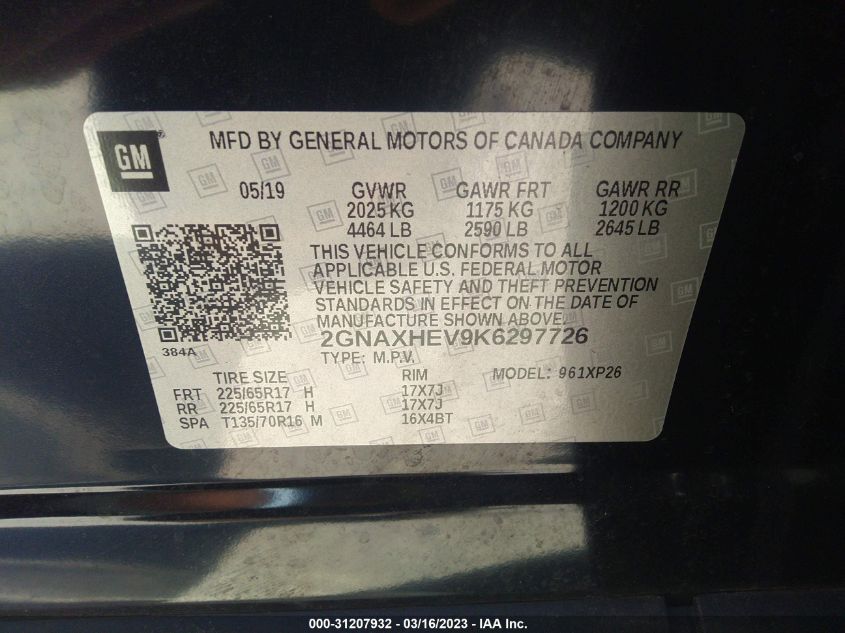 GM ®
MFD BY GENERAL MOTORS OF CANADA COMPANY
05/19 GVWR GAWR FRT GAWR RR
2025 KG 1175 KG 1200 KG
4464 LB 2590 LB 2645 LB
THIS VEHICLE CONFORMS TO ALL
APPLICABLE U.S. FEDERAL MOTOR
VEHICLE SAFETY AND THEFT PREVENTION
STANDARDS IN EFFECT ON THE DATE OF
MANUFACTURE SHOWN ABOVE.
384A
2GNAXHEV9K6297726
TYPE: M.P.V.
TIRE SIZE RIM MODEL: 961XP26
FRT 225/65R17 H 17X7J
RR 225/65R17 H 17X7J
SPA T135/70R16 M 16X4BT
000-31207932 - 03/16/2023 - IAA Inc.